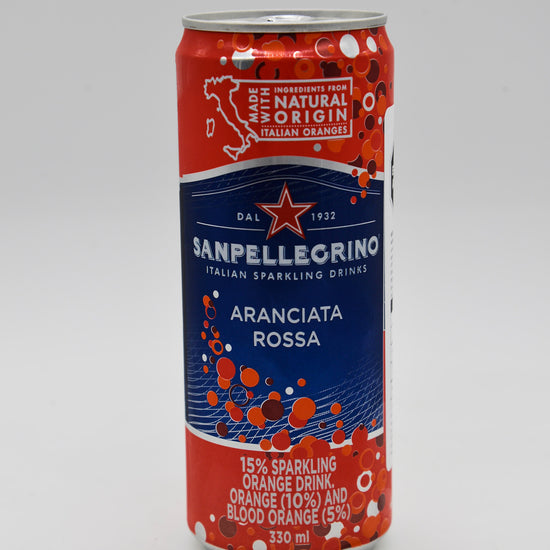 MADE WITH
INGREDIENTS FROM
NATURAL
ORIGIN
ITALIAN ORANGES
DAL 1932
SANPELLEGRINO
ITALIAN SPARKLING DRINKS
ARANCIATA
ROSSA
15% SPARKLING
ORANGE DRINK.
ORANGE (10%) AND
BLOOD ORANGE (5%)
330 ml